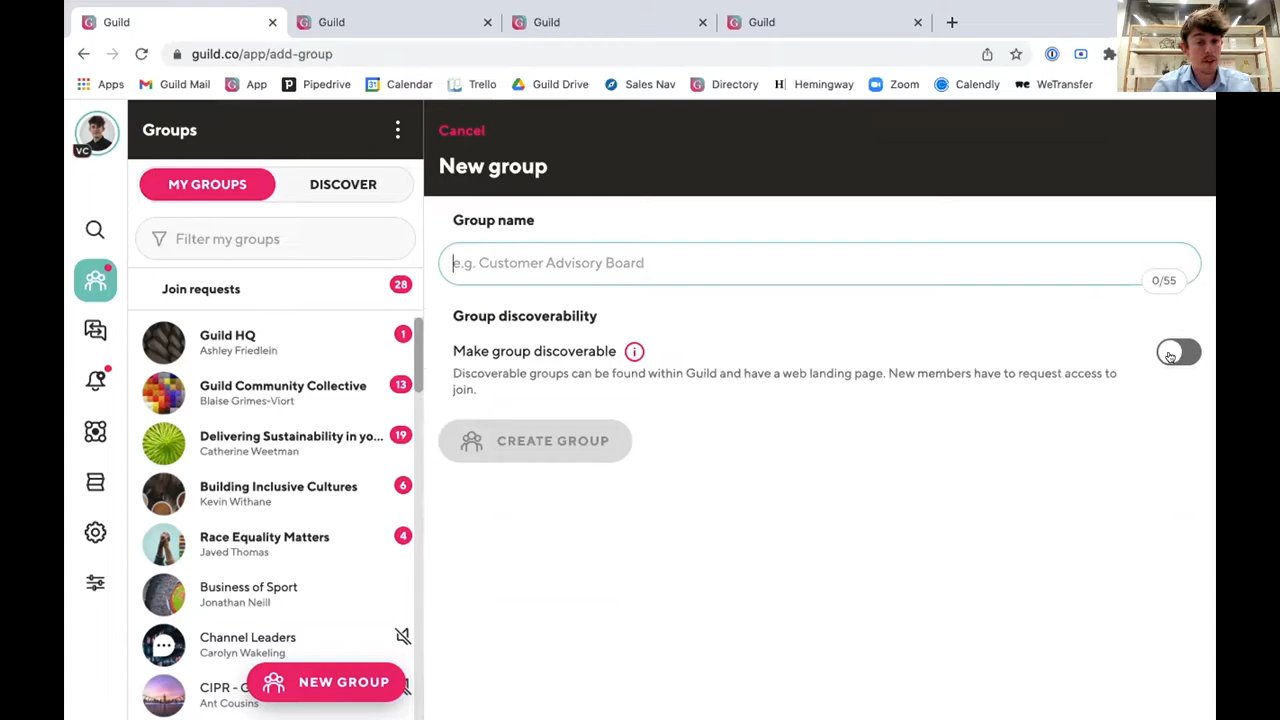 Guild
Guild
Guild
Guild
guild.co/app/add-group
Apps
Guild Mail
App
Pipedrive
Calendar
Trello
Guild Drive
Sales Nav
Directory
Hemingway
Zoom
Calendly
WeTransfer
VC
Groups
MY GROUPS
DISCOVER
Filter my groups
Join requests
28
Guild HQ
1
Ashley Friedlein
Guild Community Collective
13
Blaise Grimes-Viort
Delivering Sustainability in yo...
19
Catherine Weetman
Building Inclusive Cultures
6
Kevin Withane
Race Equality Matters
4
Javed Thomas
Business of Sport
Jonathan Neill
Channel Leaders
Carolyn Wakeling
CIPR - G
Ant Cousins
NEW GROUP
Cancel
New group
Group name
e.g. Customer Advisory Board
0/55
Group discoverability
Make group discoverable
Discoverable groups can be found within Guild and have a web landing page. New members have to request access to
join.
CREATE GROUP